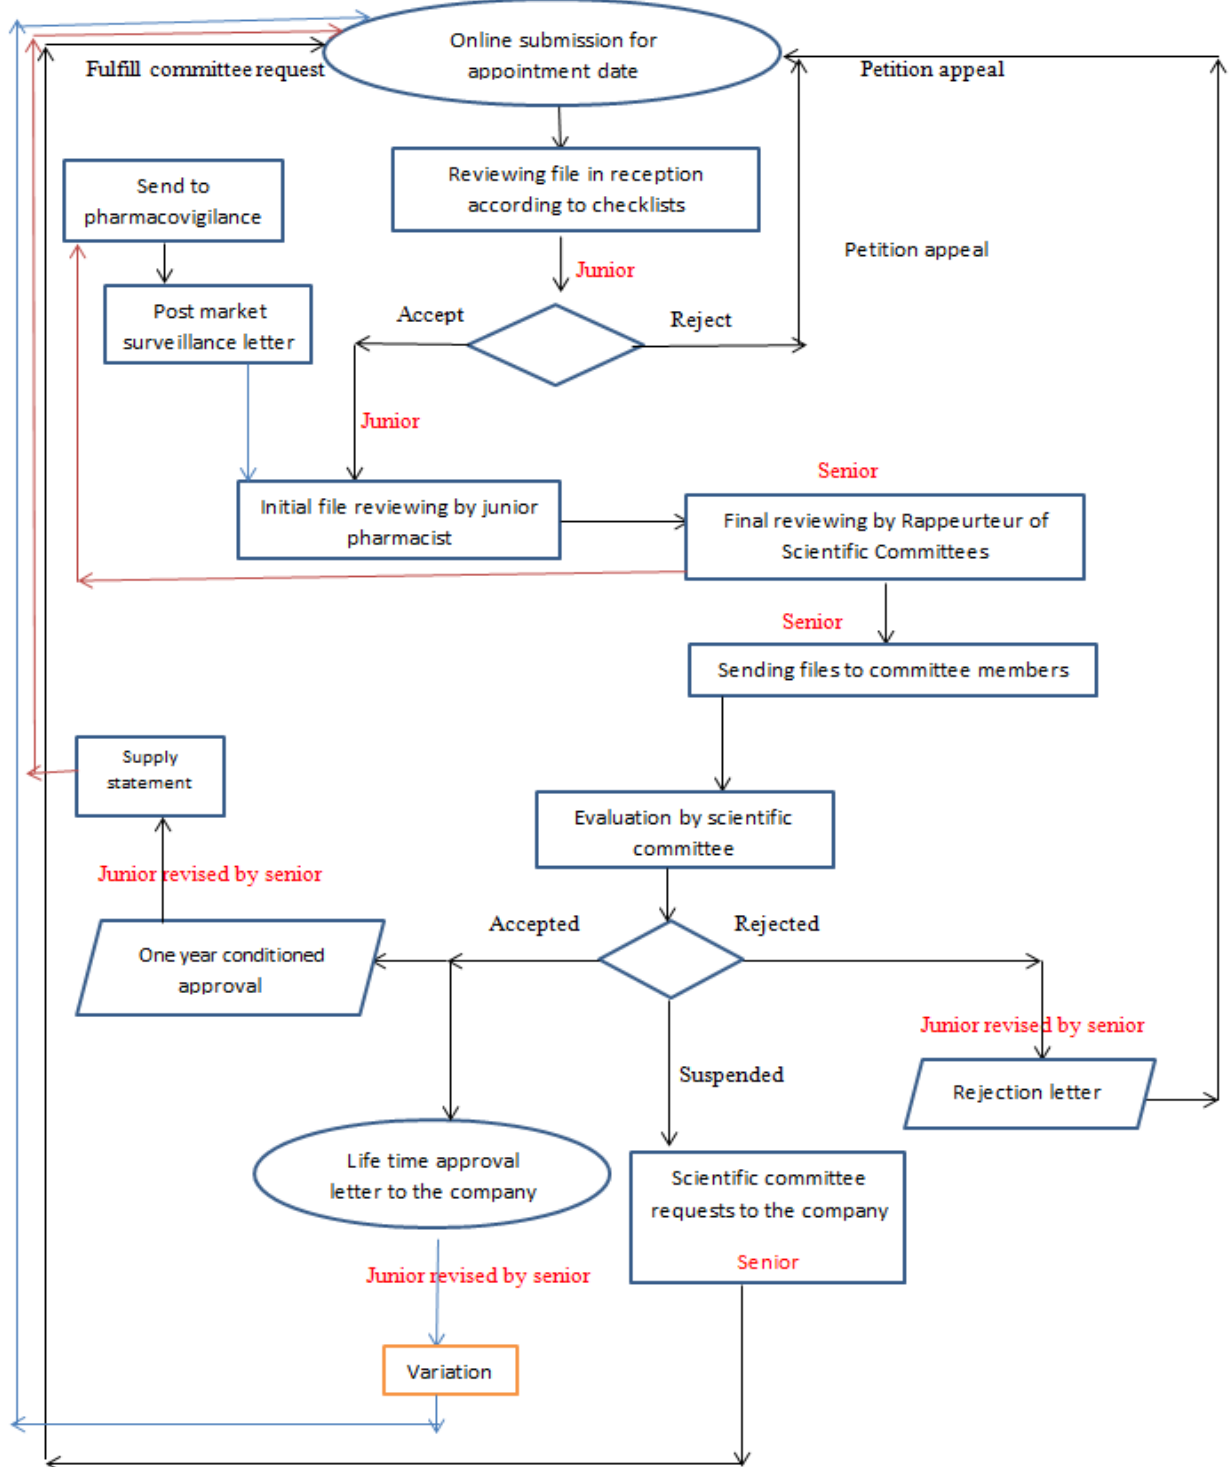 Online submission for
appointment date
Fulfill committee request
Petition appeal
Send to
pharmacovigilance
Reviewing file in reception
according to checklists
Petition appeal
Junior
Post market
surveillance letter
Accept
Reject
Junior
Senior
Initial file reviewing by junior
pharmacist
Final reviewing by Rappeurteur of
Scientific Committees
Senior
Sending files to committee members
Supply
statement
Evaluation by scientific
committee
Junior revised by senior
Accepted
Rejected
One year conditioned
approval
Junior revised by senior
Suspended
Rejection letter
Life time approval
letter to the company
Scientific committee
requests to the company
Senior
Junior revised by senior
Variation